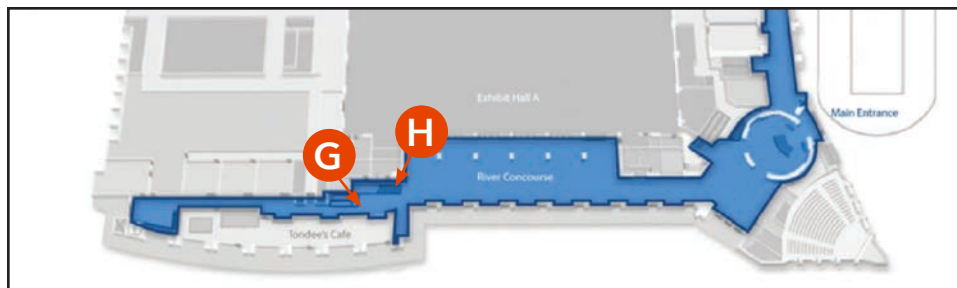 Exhibit Hall A
Main Entrance
H
G
River Concourse
Tondee's Cafe